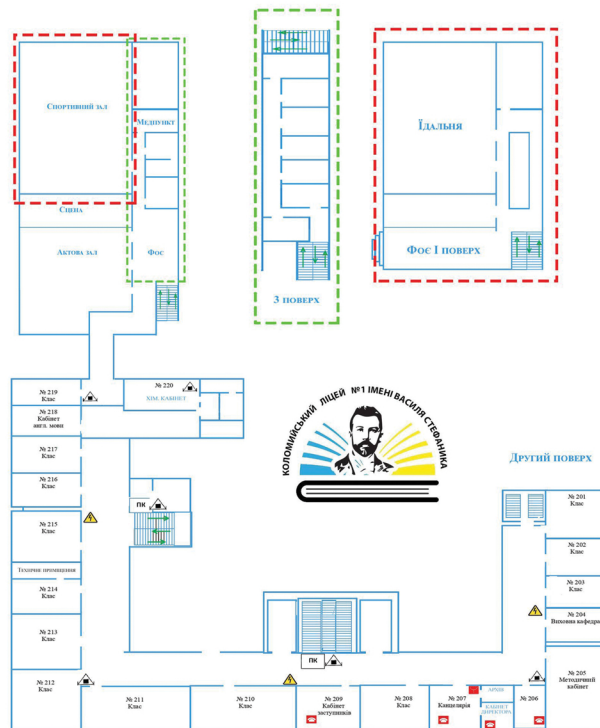 Спортивний зал
Медпункт
Сцена
Актова зал
Фоє
3 поверх
Їдальня
Фоє І поверх
№ 219
Клас
№ 218
Кабінет
англ. мови
№ 217
Клас
№ 216
Клас
№ 220
ХІМ. КАБІНЕТ
КОЛОМИЙСЬКИЙ ЛІЦЕЙ №1 ІМЕНІ ВАСИЛЯ СТЕФАНИКА
Другий поверх
ПК
№ 215
Клас
Технічне приміщення
№ 214
Клас
№ 213
Клас
№ 212
Клас
№ 201
Клас
№ 202
Клас
№ 203
Клас
№ 204
Виховна кафедра
№ 205
Методичний
кабінет
ПК
№ 211
Клас
№ 210
Клас
№ 209
Кабінет
заступників
№ 208
Клас
№ 207
Канцелярія
АРХІВ
КАБІНЕТ
ДИРЕКТОРА
№ 206